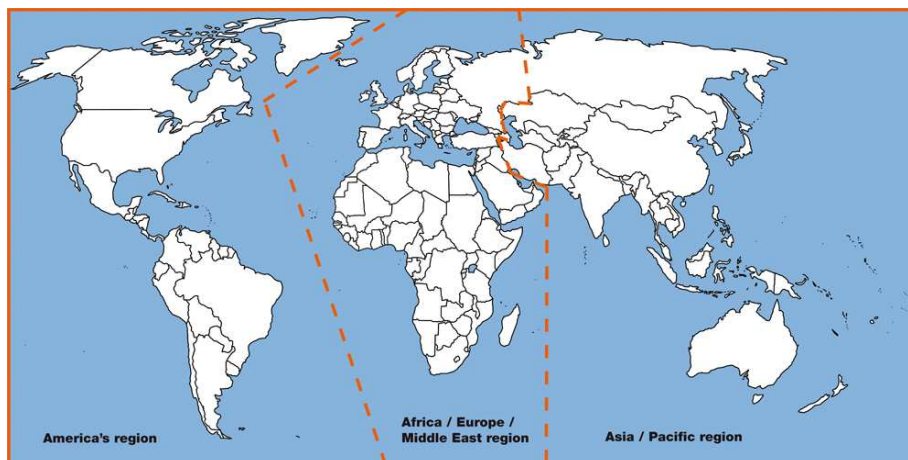 America's region
Africa / Europe /
Middle East region
Asia / Pacific region